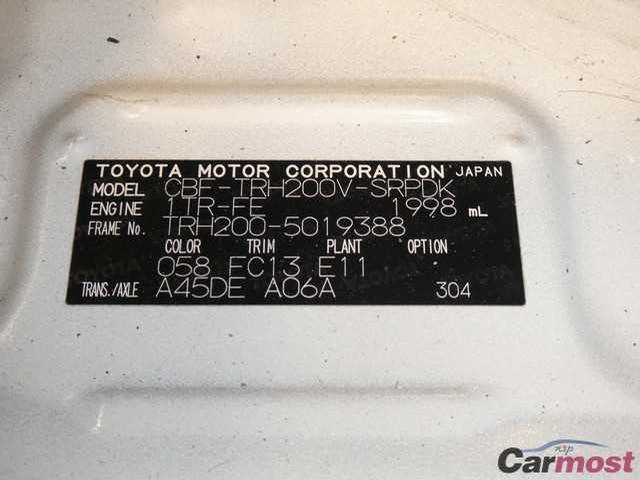 TOYOTA MOTOR CORPORATION JAPAN
MODEL CBF-TRH200V-SRPDK
ENGINE 1TR-FE 1998 mL
FRAME No. TRH200-5019388
COLOR TRIM PLANT OPTION
058 FC13 E11
TRANS./AXLE A45DE A06A 304
Carmost